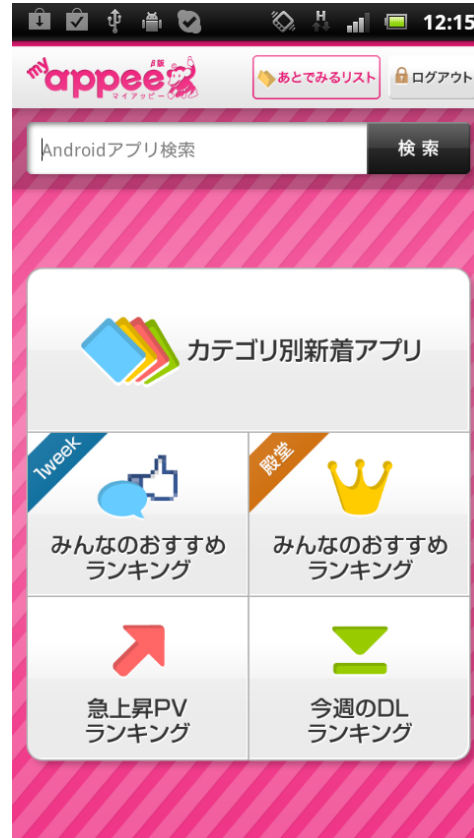 H 12:15
my appee β版
マイアッピー
あとでみるリスト
ログアウト
Androidアプリ検索
検索
カテゴリ別新着アプリ
1week
みんなのおすすめ
ランキング
殿堂
みんなのおすすめ
ランキング
急上昇PV
ランキング
今週のDL
ランキング